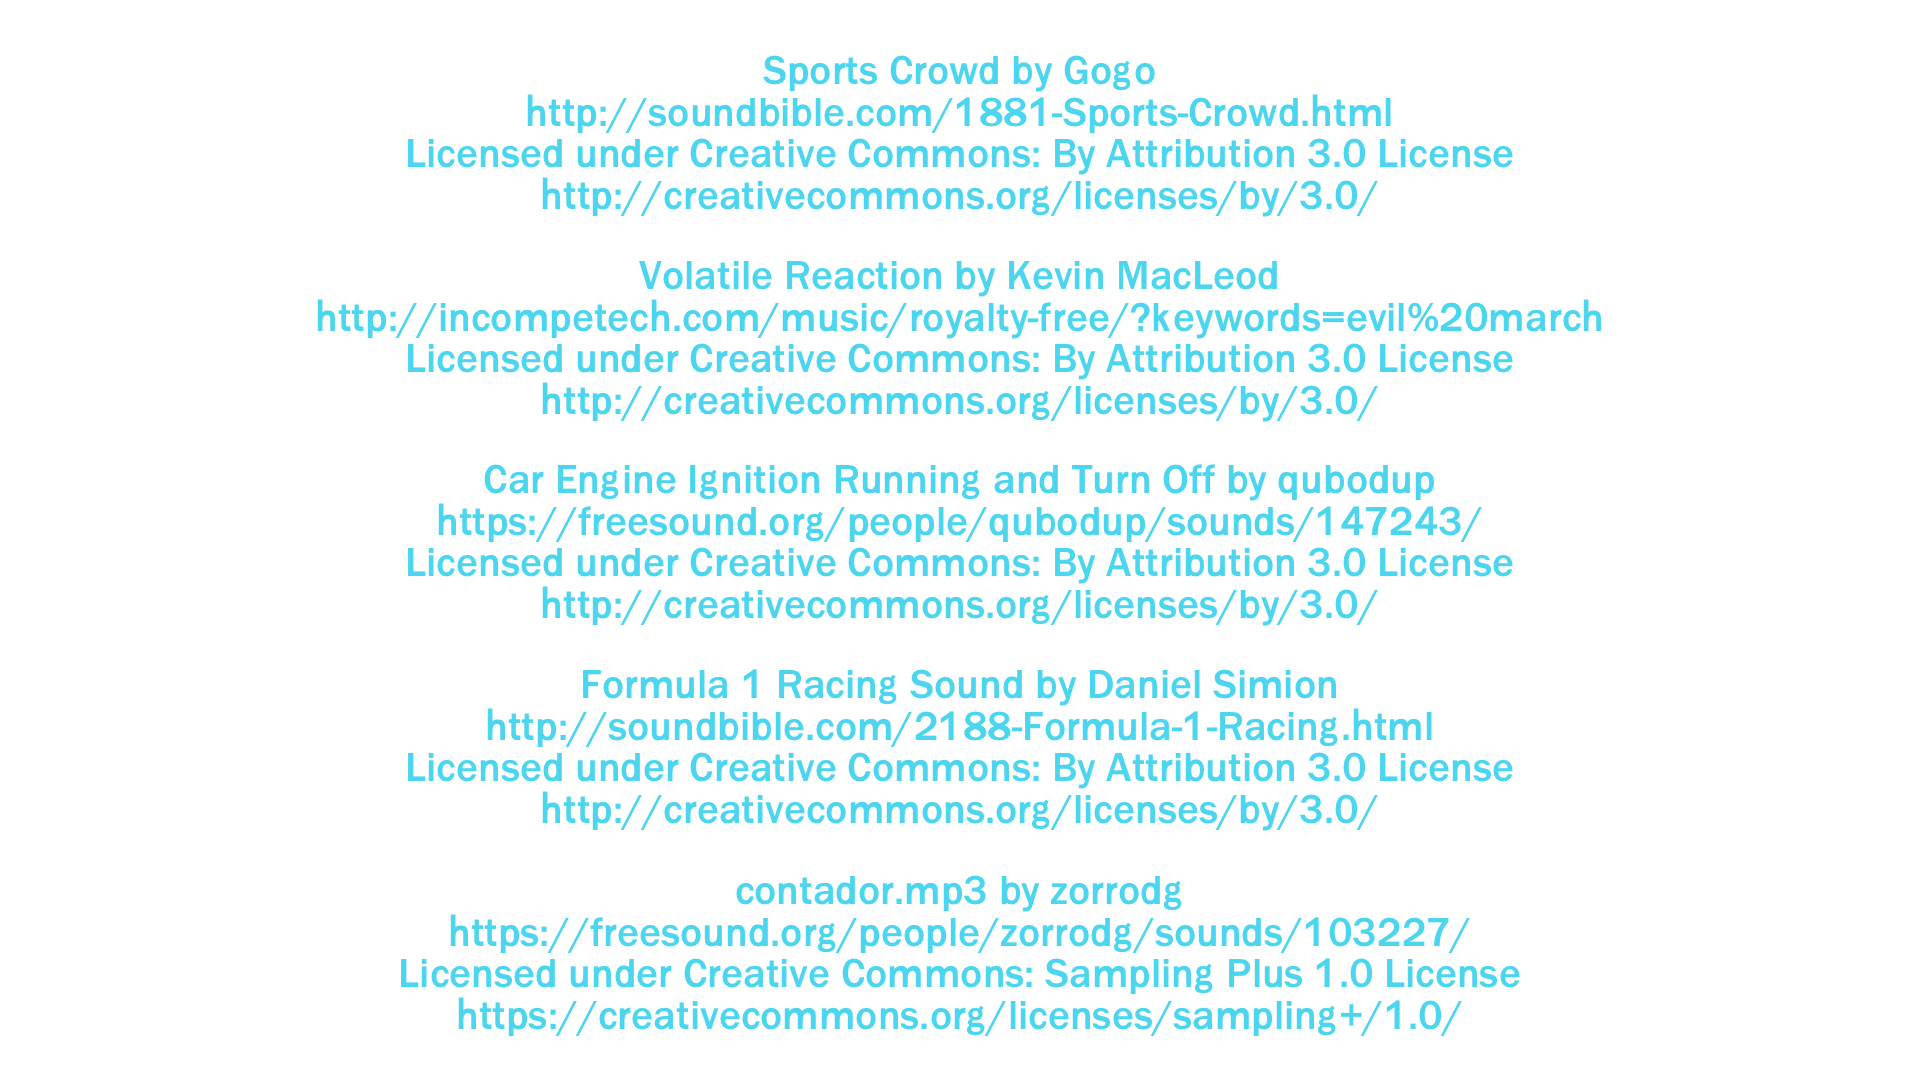 Sports Crowd by Gogo
http://soundbible.com/1881-Sports-Crowd.html
Licensed under Creative Commons: By Attribution 3.0 License
http://creativecommons.org/licenses/by/3.0/
Volatile Reaction by Kevin MacLeod
http://incompetech.com/music/royalty-free/?keywords=evil%20march
Licensed under Creative Commons: By Attribution 3.0 License
http://creativecommons.org/licenses/by/3.0/
Car Engine Ignition Running and Turn Off by qubodup
https://freesound.org/people/qubodup/sounds/147243/
Licensed under Creative Commons: By Attribution 3.0 License
http://creativecommons.org/licenses/by/3.0/
Formula 1 Racing Sound by Daniel Simion
http://soundbible.com/2188-Formula-1-Racing.html
Licensed under Creative Commons: By Attribution 3.0 License
http://creativecommons.org/licenses/by/3.0/
contador.mp3 by zorrodg
https://freesound.org/people/zorrodg/sounds/103227/
Licensed under Creative Commons: Sampling Plus 1.0 License
https://creativecommons.org/licenses/sampling+/1.0/